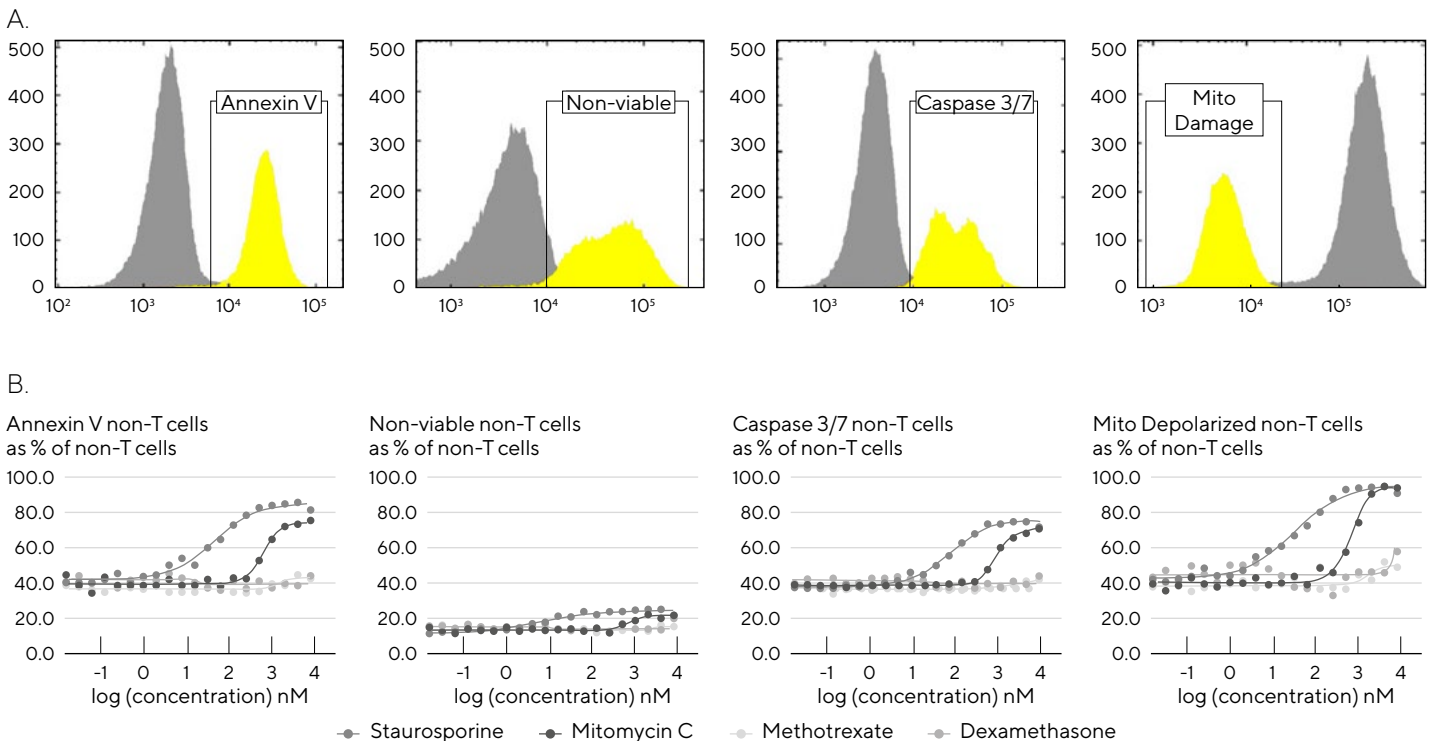 A.
500
400
300
200
100
0
Annexin V
10² 10³ 10⁴ 10⁵
500
400
300
200
100
0
Non-viable
10³ 10⁴ 10⁵
500
400
300
200
100
0
Caspase 3/7
10³ 10⁴ 10⁵
500
400
300
200
100
0
Mito
Damage
10³ 10⁴ 10⁵
B.
Annexin V non-T cells
as % of non-T cells
100.0
80.0
60.0
40.0
20.0
0.0
-1 0 1 2 3 4
log (concentration) nM
Non-viable non-T cells
as % of non-T cells
100.0
80.0
60.0
40.0
20.0
0.0
-1 0 1 2 3 4
log (concentration) nM
Caspase 3/7 non-T cells
as % of non-T cells
100.0
80.0
60.0
40.0
20.0
0.0
-1 0 1 2 3 4
log (concentration) nM
Mito Depolarized non-T cells
as % of non-T cells
100.0
80.0
60.0
40.0
20.0
0.0
-1 0 1 2 3 4
log (concentration) nM
Staurosporine Mitomycin C Methotrexate Dexamethasone